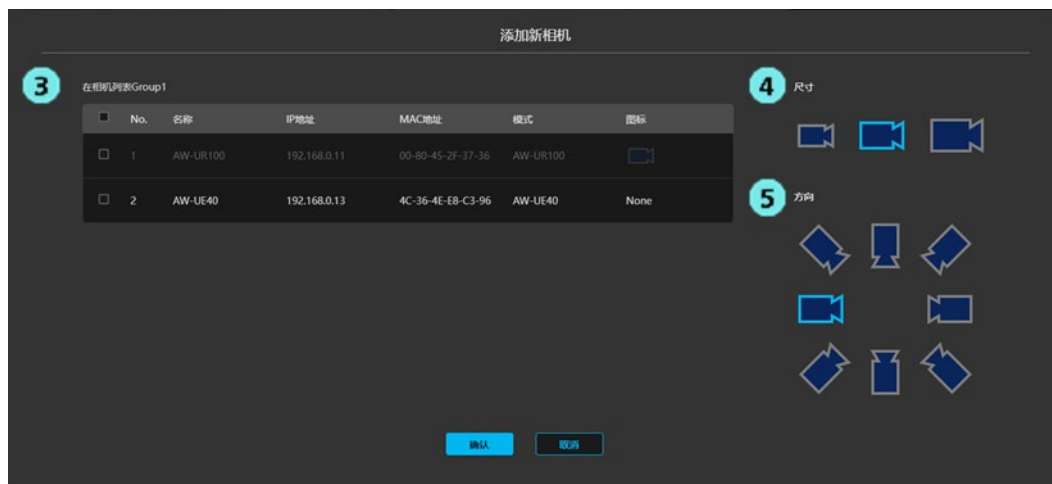 添加新相机
3
在相机列表Group1
No. 名称 IP地址 MAC地址 模式 图标
1 AW-UR100 192.168.0.11 00-80-45-2F-37-36 AW-UR100
2 AW-UE40 192.168.0.13 4C-36-4E-E8-C3-96 AW-UE40 None
4 尺寸
5 方向
确认 取消